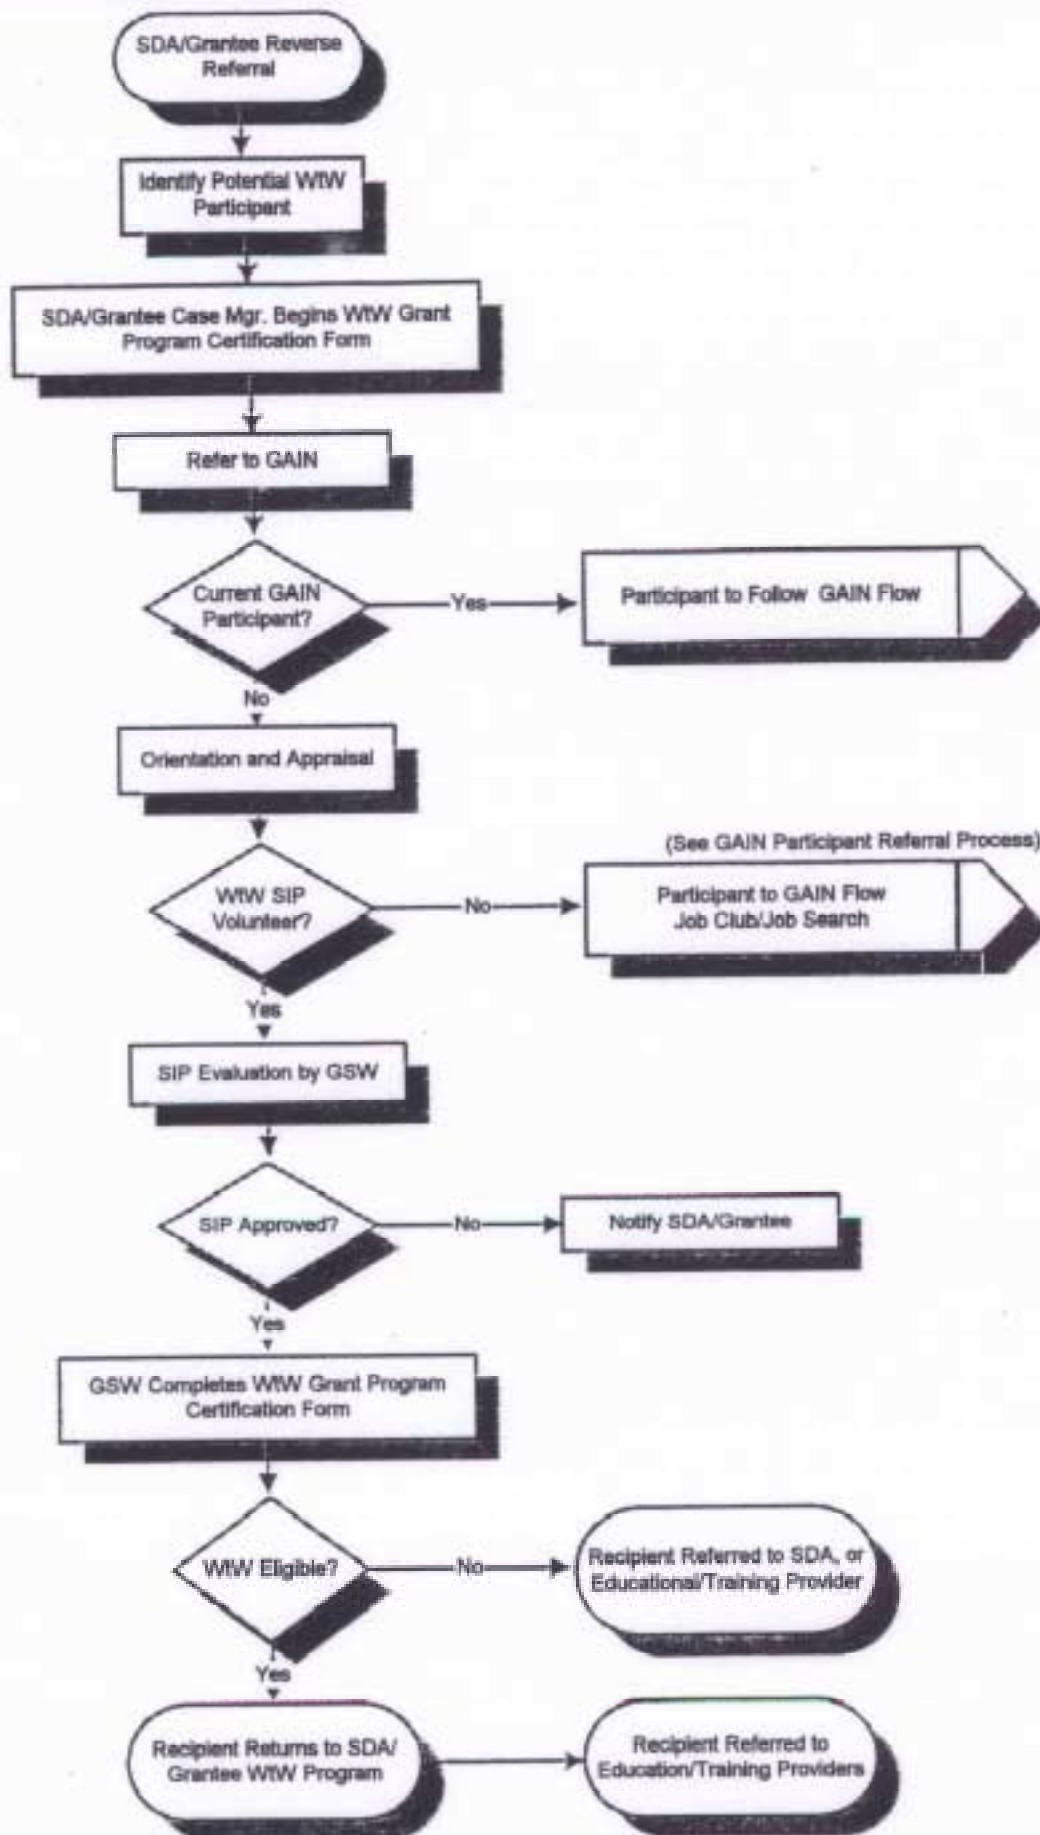 SDA/Grantee Reverse
Referral
Identify Potential WtW
Participant
SDA/Grantee Case Mgr. Begins WtW Grant
Program Certification Form
Refer to GAIN
Current GAIN
Participant?
Yes
Participant to Follow GAIN Flow
No
Orientation and Appraisal
(See GAIN Participant Referral Process)
WtW SIP
Volunteer?
No
Participant to GAIN Flow
Job Club/Job Search
Yes
SIP Evaluation by GSW
SIP Approved?
No
Notify SDA/Grantee
Yes
GSW Completes WtW Grant Program
Certification Form
WtW Eligible?
No
Recipient Referred to SDA, or
Educational/Training Provider
Yes
Recipient Returns to SDA/
Grantee WtW Program
Recipient Referred to
Education/Training Providers